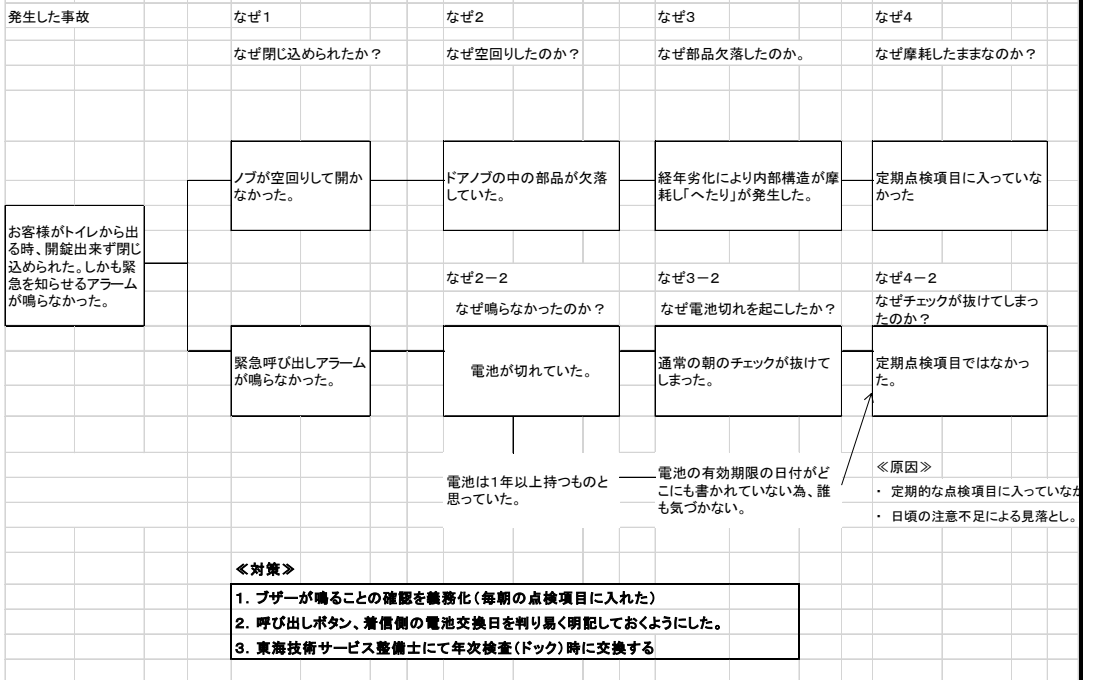 発生した事故
なぜ1
なぜ2
なぜ3
なぜ4
なぜ閉じ込められたか？
なぜ空回りしたのか？
なぜ部品欠落したのか。
なぜ摩耗したままなのか？
ノブが空回りして開か
なかった。
ドアノブの中の部品が欠落
していた。
経年劣化により内部構造が摩
耗し「へたり」が発生した。
定期点検項目に入っていな
かった
お客様がトイレから出
る時、開錠出来ず閉じ
込められた。しかも緊
急を知らせるアラーム
が鳴らなかった。
なぜ2－2
なぜ3－2
なぜ4－2
なぜ鳴らなかったのか？
なぜ電池切れを起こしたか？
なぜチェックが抜けてしまっ
たのか？
緊急呼び出しアラーム
が鳴らなかった。
電池が切れていた。
通常の朝のチェックが抜けて
しまった。
定期点検項目ではなかっ
た。
電池は1年以上持つものと
思っていた。
電池の有効期限の日付がど
こにも書かれていない為、誰
も気づかない。
≪原因≫
・ 定期的な点検項目に入っていなか
・ 日頃の注意不足による見落とし。
≪対策≫
1．ブザーが鳴ることの確認を義務化（毎朝の点検項目に入れた）
2．呼び出しボタン、着信側の電池交換日を判り易く明記しておくようにした。
3．東海技術サービス整備士にて年次検査（ドック）時に交換する